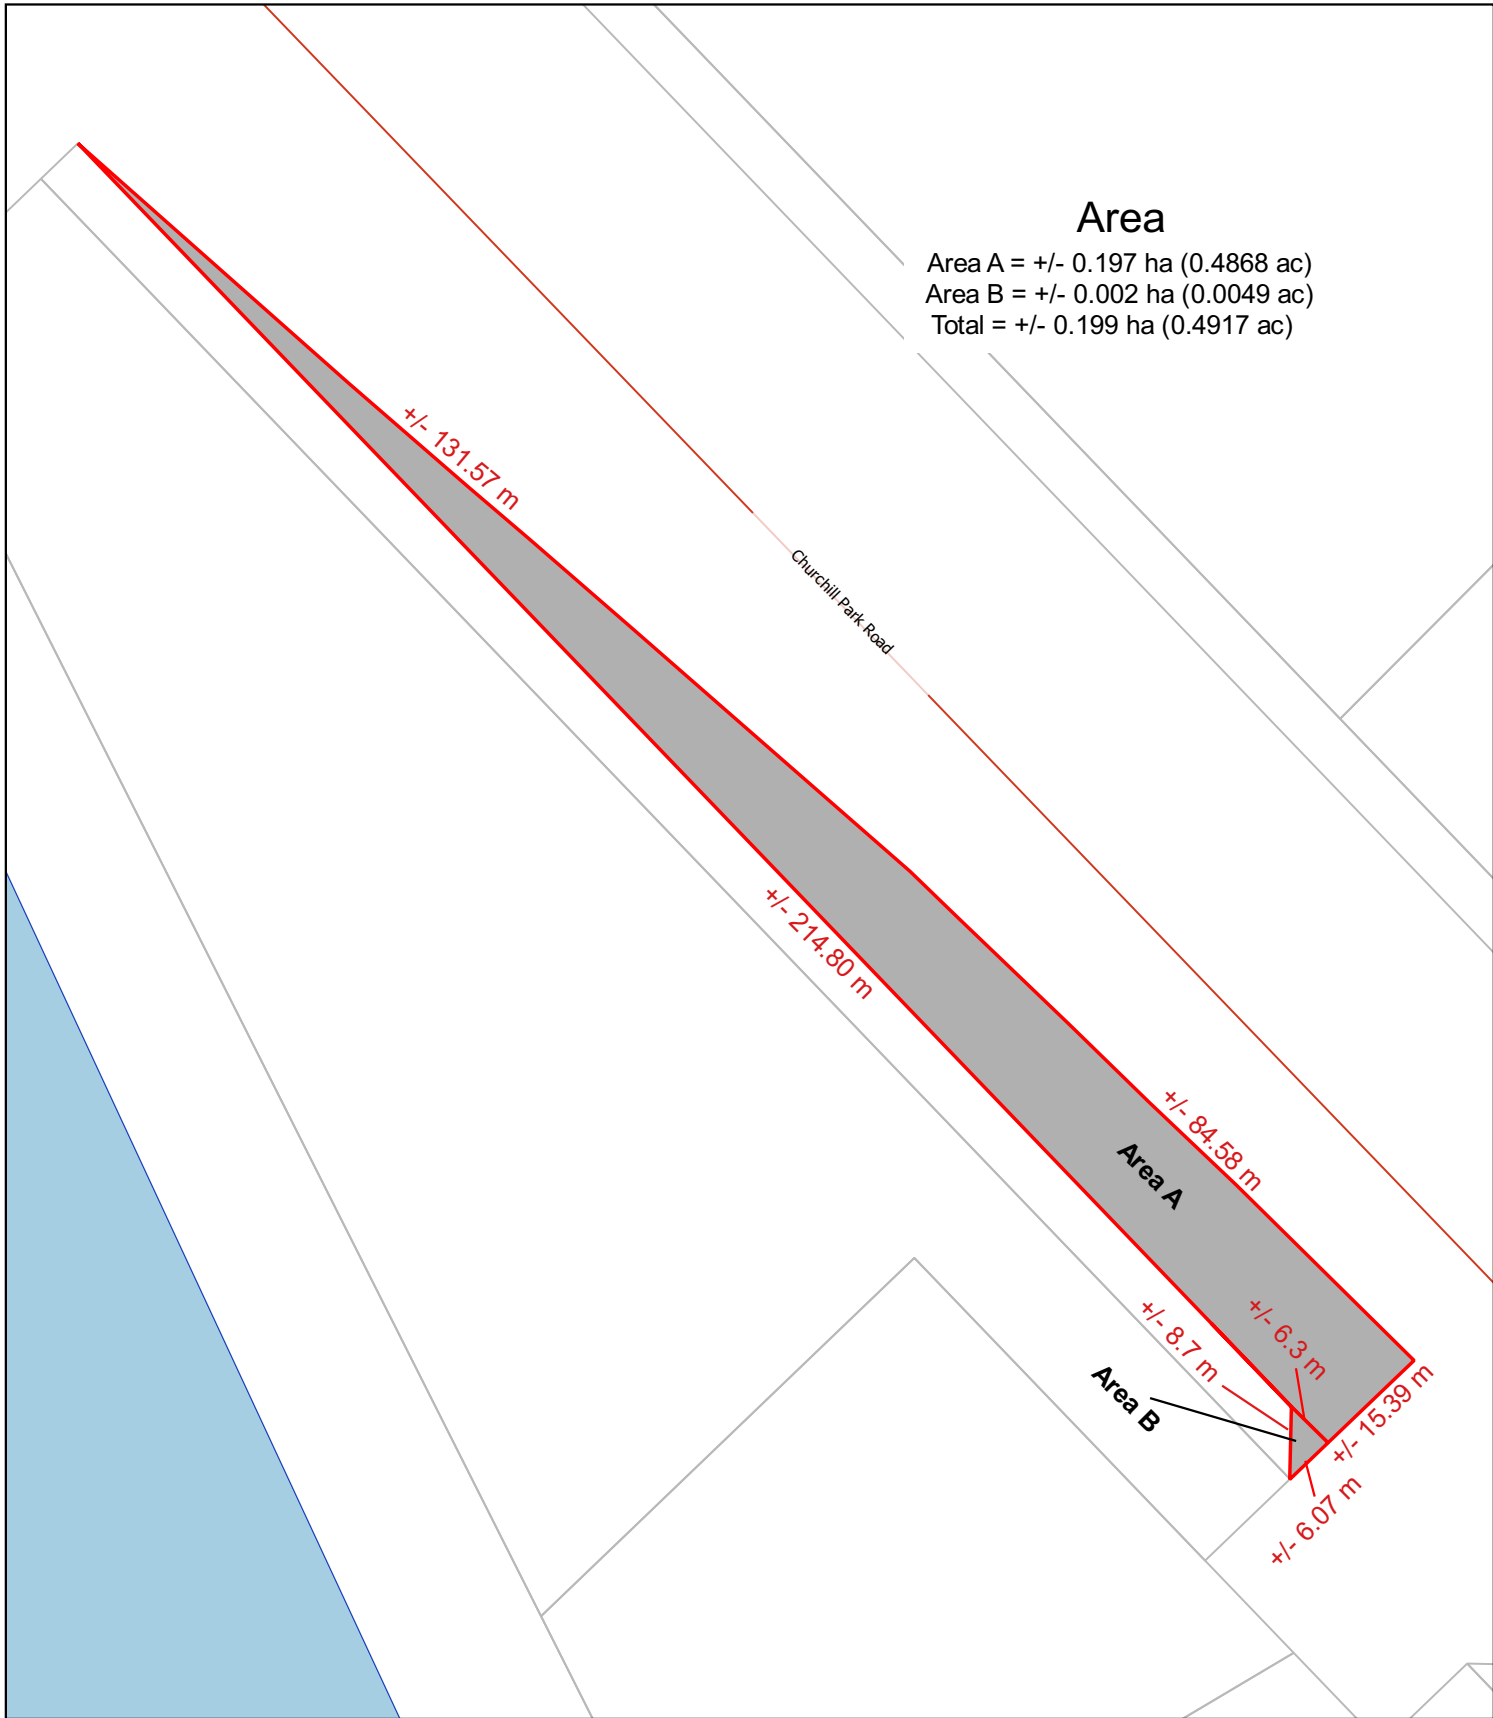 Area
Area A = +/- 0.197 ha (0.4868 ac)
Area B = +/- 0.002 ha (0.0049 ac)
Total = +/- 0.199 ha (0.4917 ac)
+/- 131.57 m
Churchill Park Road
+/- 214.80 m
+/- 84.58 m
Area A
+/- 8.7 m
+/- 6.3 m
Area B
+/- 15.39 m
+/- 6.07 m